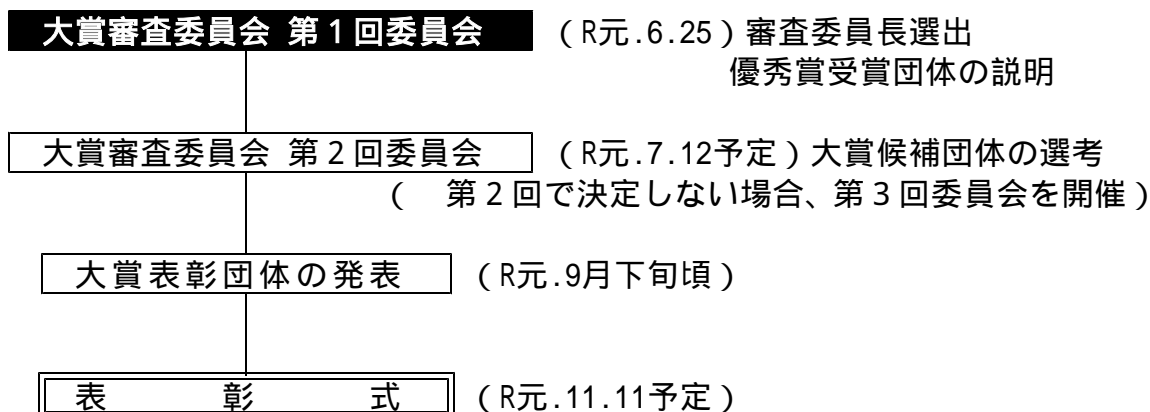 大賞審査委員会 第１回委員会 （R元.6.25）審査委員長選出
優秀賞受賞団体の説明
大賞審査委員会 第２回委員会 （R元.7.12予定）大賞候補団体の選考
（　第２回で決定しない場合、第３回委員会を開催）
大賞表彰団体の発表 （R元.9月下旬頃）
表　彰　式 （R元.11.11予定）